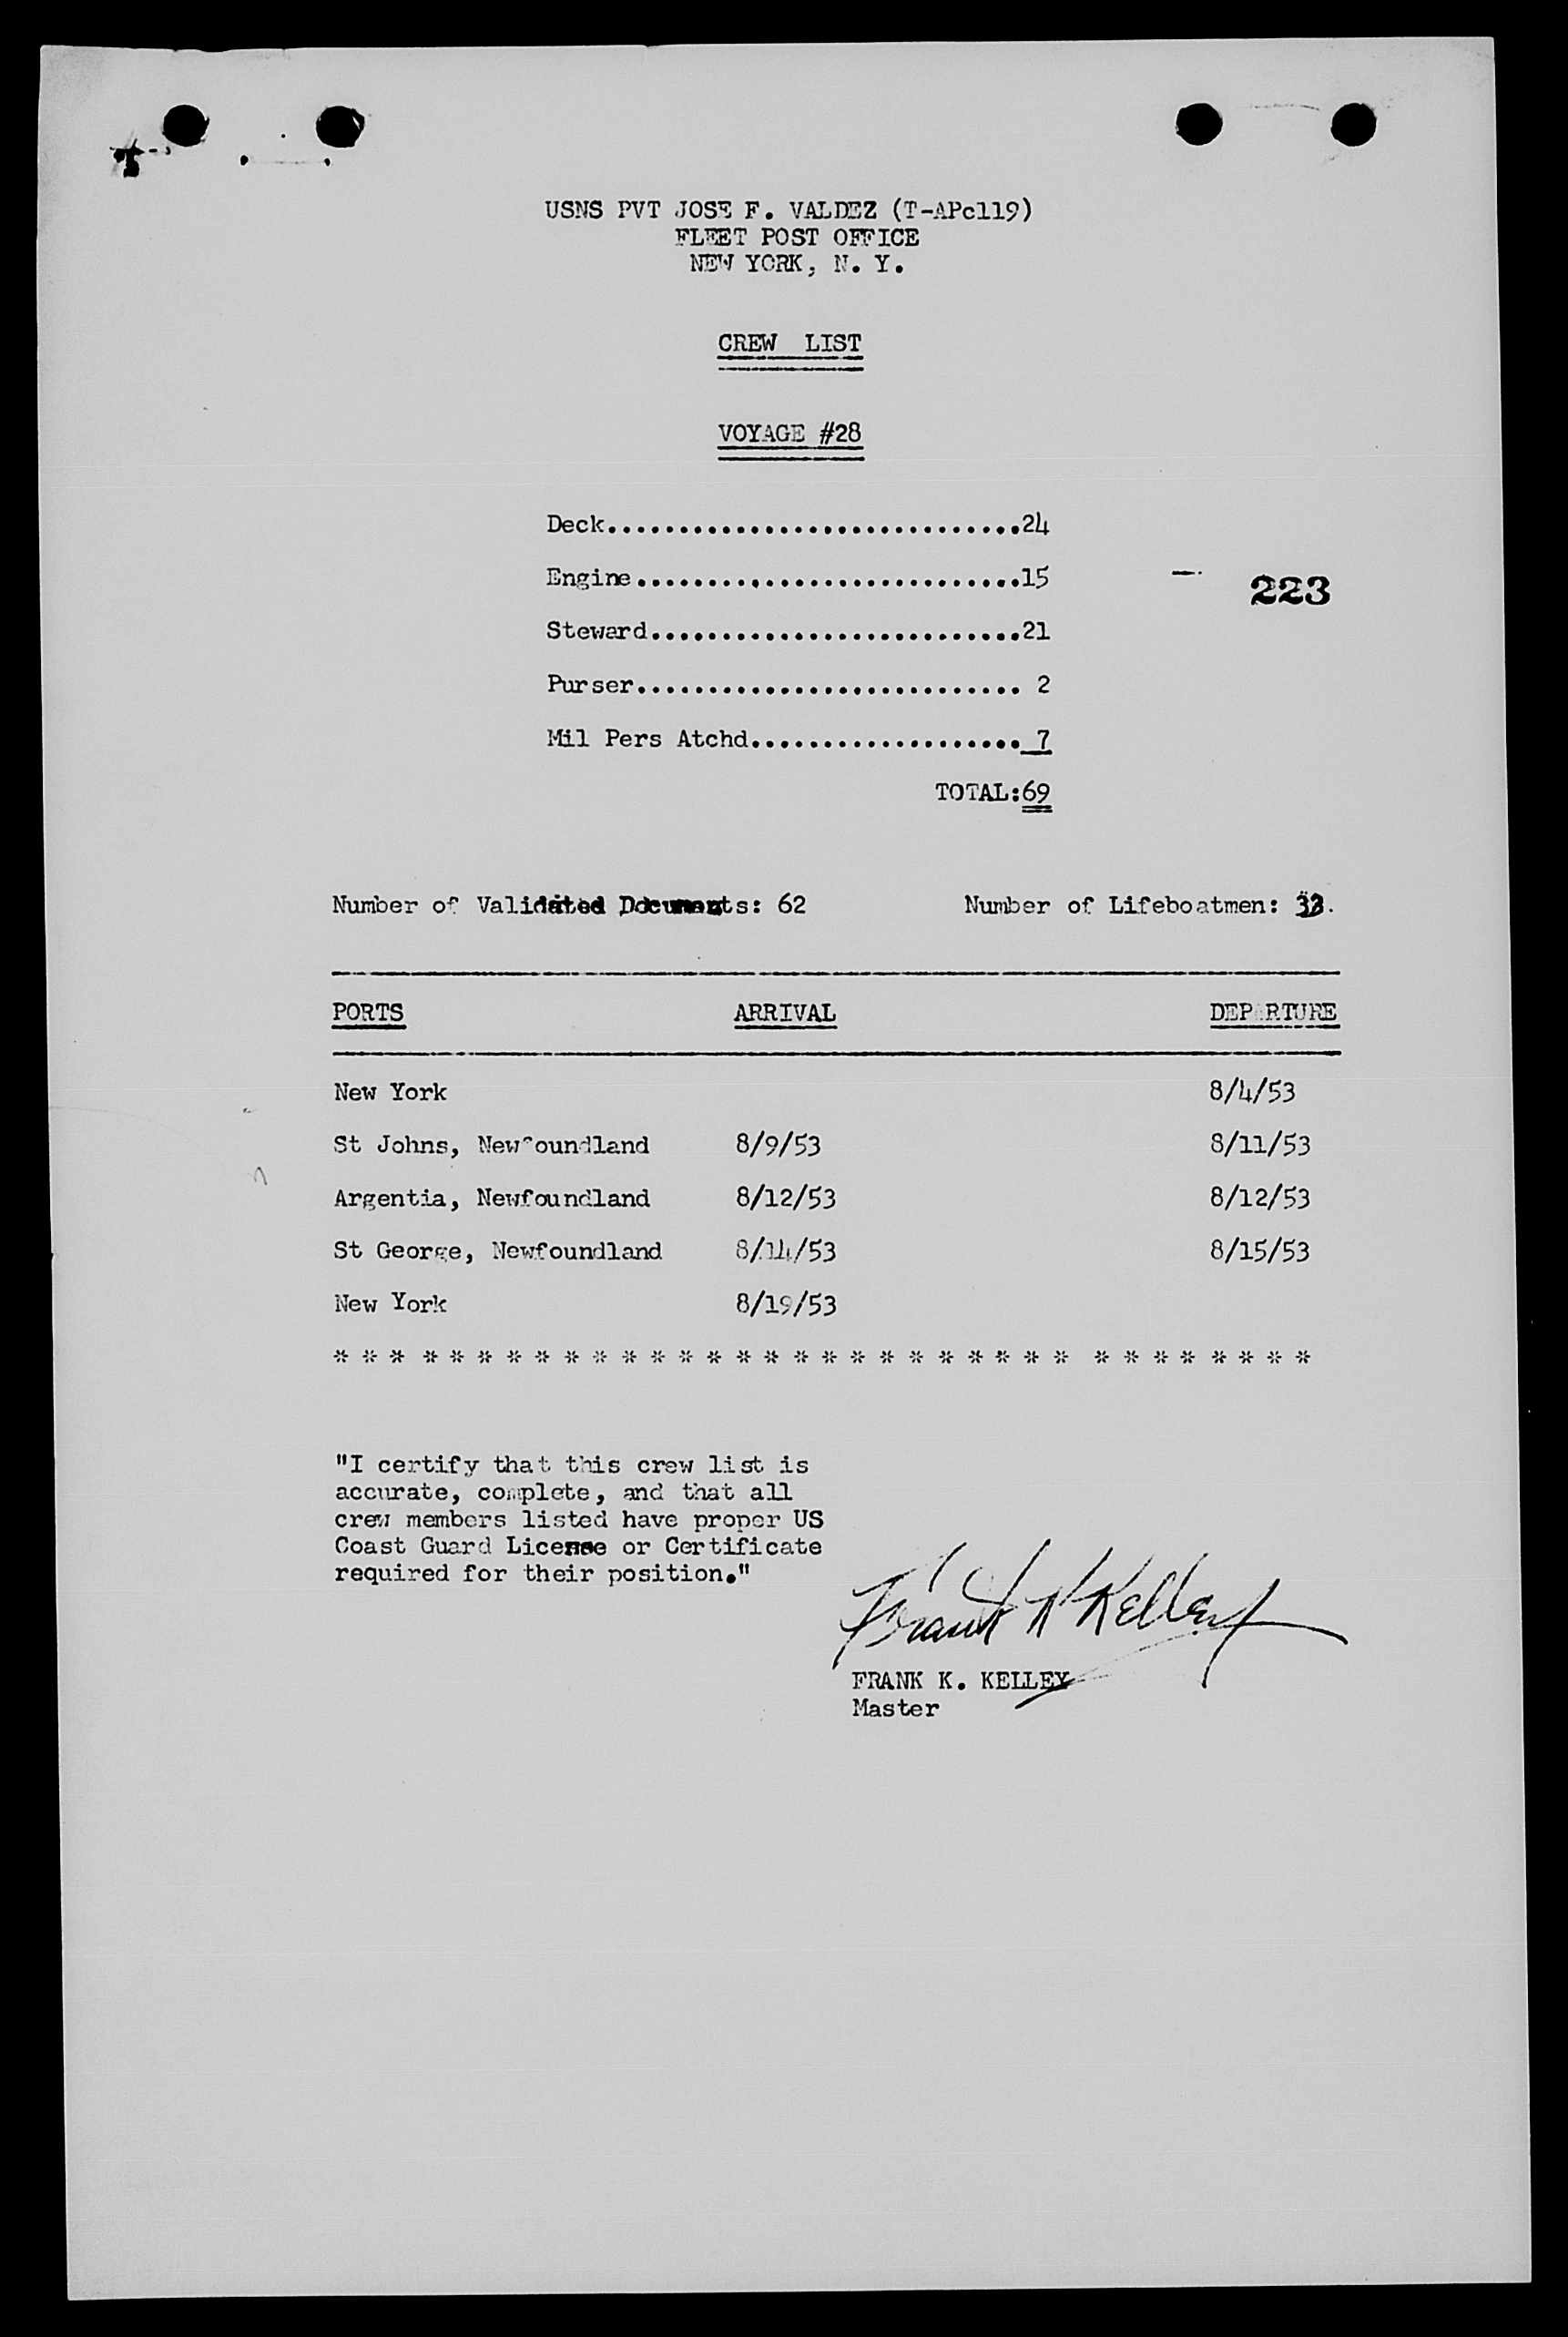 USNS PVT JOSE F. VALDEZ (T-APc119)
FLEET POST OFFICE
NEW YORK, N. Y.
CREW LIST
VOYAGE #28
Deck.............................24
Engine...........................15
223
Steward..........................21
Purser........................... 2
Mil Pers Atchd................... 7
TOTAL:69
Number of Validated Documents: 62 Number of Lifeboatmen:
PORTS ARRIVAL DEPARTURE
New York 8/4/53
St Johns, Newfoundland 8/9/53 8/11/53
Argentia, Newfoundland 8/12/53 8/12/53
St George, Newfoundland 8/14/53 8/15/53
New York 8/19/53
* * * * * * * * * * * * * * * * * * * * * * * * * * * * * * * * * *
"I certify that this crew list is
accurate, complete, and that all
crew members listed have proper US
Coast Guard License or Certificate
required for their position."
Frank K Kelley
FRANK K. KELLEY
Master